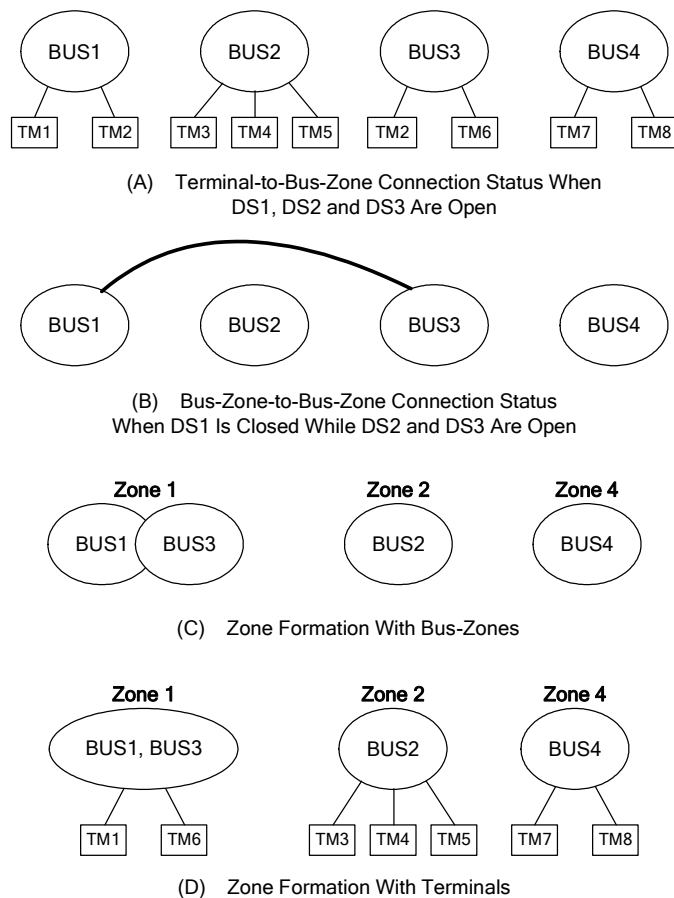 BUS1 BUS2 BUS3 BUS4
TM1 TM2 TM3 TM4 TM5 TM2 TM6 TM7 TM8
(A) Terminal-to-Bus-Zone Connection Status When
DS1, DS2 and DS3 Are Open
BUS1 BUS2 BUS3 BUS4
(B) Bus-Zone-to-Bus-Zone Connection Status
When DS1 Is Closed While DS2 and DS3 Are Open
Zone 1 Zone 2 Zone 4
BUS1 BUS3 BUS2 BUS4
(C) Zone Formation With Bus-Zones
Zone 1 Zone 2 Zone 4
BUS1, BUS3 BUS2 BUS4
TM1 TM6 TM3 TM4 TM5 TM7 TM8
(D) Zone Formation With Terminals